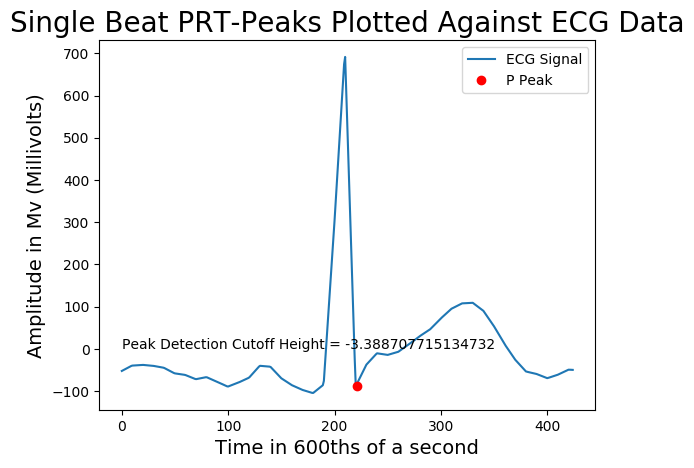 Single Beat PRT-Peaks Plotted Against ECG Data
700
600
500
400
300
200
100
0
−100
Amplitude in Mv (Millivolts)
ECG Signal
P Peak
Peak Detection Cutoff Height = -3.388707715134732
0 100 200 300 400
Time in 600ths of a second